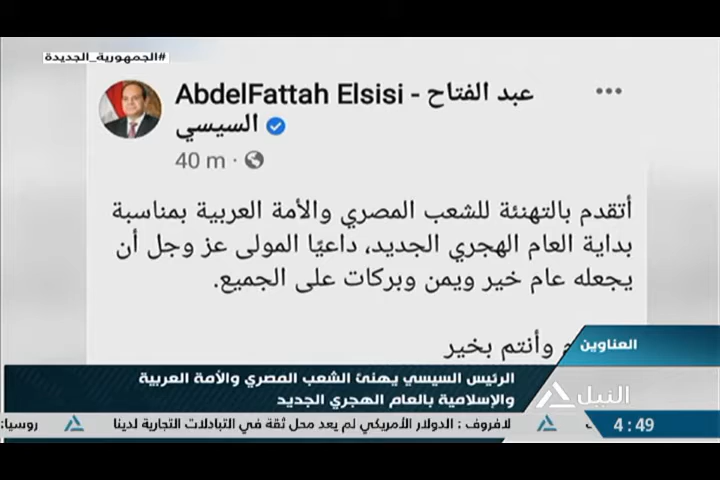 #الجمهورية_الجديدة
AbdelFattah Elsisi - عبد الفتاح
السيسي
40 m
أتقدم بالتهنئة للشعب المصري والأمة العربية بمناسبة
بداية العام الهجري الجديد، داعيًا المولى عز وجل أن
يجعله عام خير ويمن وبركات على الجميع.
وأنتم بخير
العناوين
الرئيس السيسي يهنئ الشعب المصري والأمة العربية
والإسلامية بالعام الهجري الجديد
النيل
4:49
لافروف : الدولار الأمريكي لم يعد محل ثقة في التبادلات التجارية لدينا
روسيا: